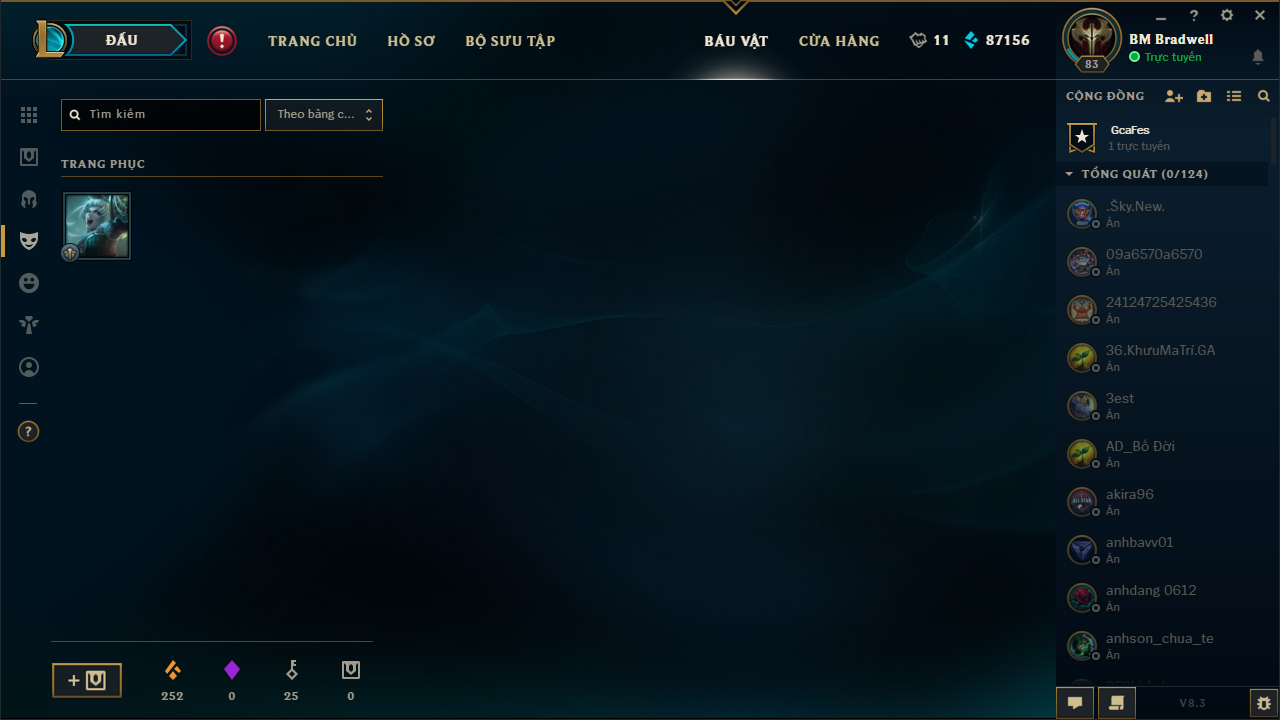 ĐẤU
TRANG CHỦ
HỒ SƠ
BỘ SƯU TẬP
BÁU VẬT
CỬA HÀNG
11
87156
83
BM Bradwell
Trực tuyến
Tìm kiếm
Theo bảng c...
TRANG PHỤC
252
0
25
0
CỘNG ĐỒNG
GcaFes
1 trực tuyến
TỔNG QUÁT (0/124)
.Šky.New.
Ẩn
09a6570a6570
Ẩn
24124725425436
Ẩn
36.KhưuMaTrí.GA
Ẩn
3est
Ẩn
AD_Bố Đời
Ẩn
akira96
Ẩn
anhbavv01
Ẩn
anhdang 0612
Ẩn
anhson_chua_te
Ẩn
V8.3